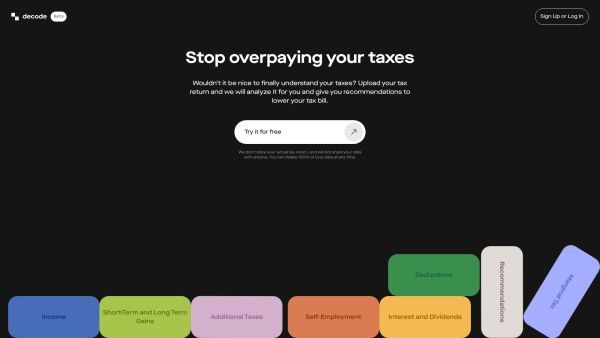 decode beta
Sign Up or Log In
Stop overpaying your taxes
Wouldn't it be nice to finally understand your taxes? Upload your tax
return and we will analyze it for you and give you recommendations to
lower your tax bill.
Try it for free
We don't store your actual tax return, and will not share your data
with anyone. You can delete 100% of your data at any time.
Deductions
Recommendations
Marginal Tax
Income
Short-Term and Long Term
Gains
Additional Taxes
Self-Employment
Interest and Dividends